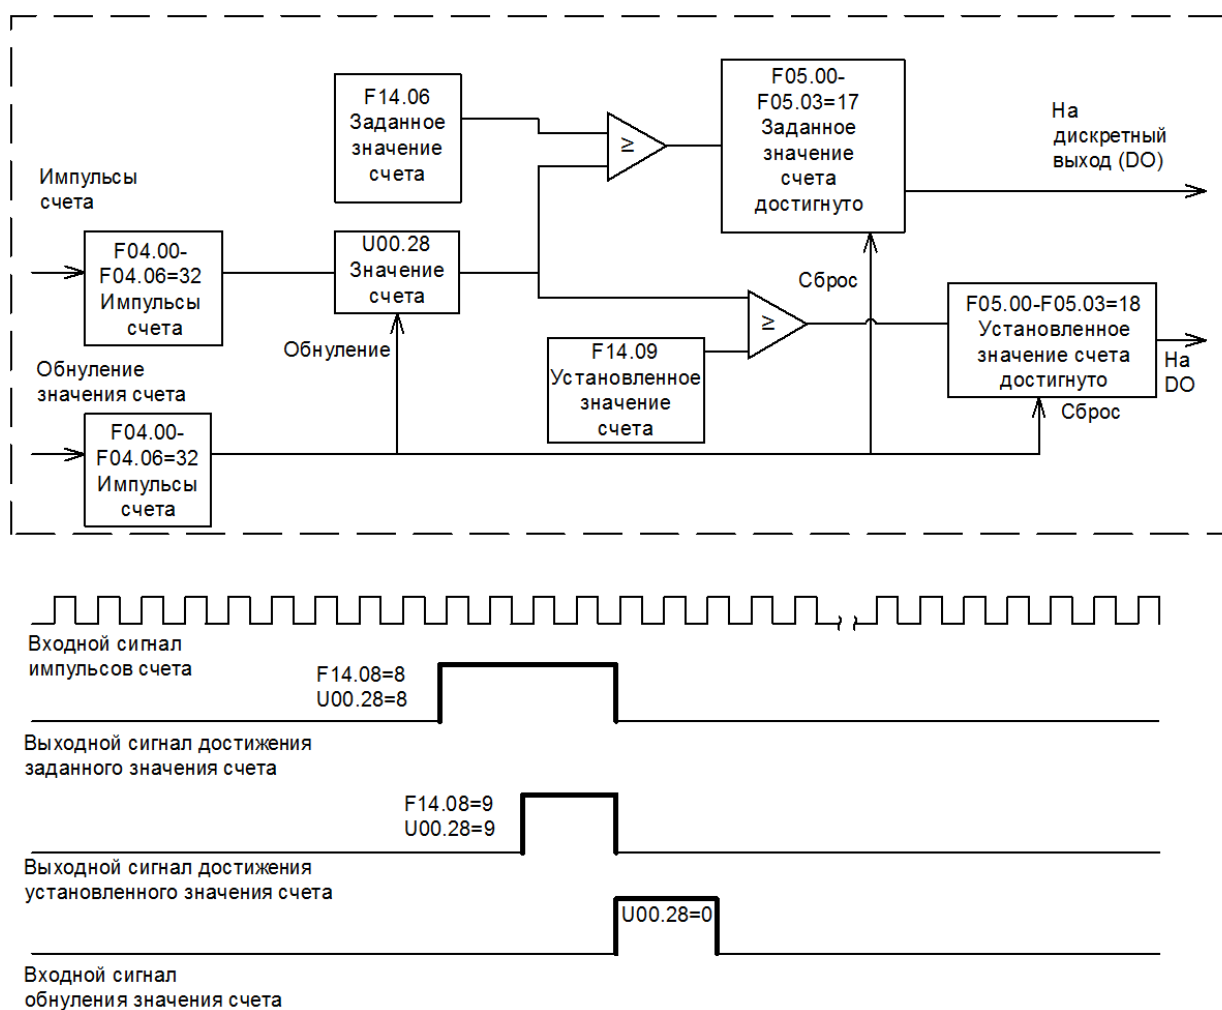 F14.06
Заданное
значение
счета
F05.00-
F05.03=17
Заданное
значение
счета
достигнуто
На
дискретный
выход (DO)
≥
Импульсы
счета
F04.00-
F04.06=32
Импульсы
счета
U00.28
Значение
счета
Сброс
F05.00-F05.03=18
Установленное
значение счета
достигнуто
≥
Обнуление
F14.09
Установленное
значение
счета
На
DO
Сброс
Обнуление
значения счета
F04.00-
F04.06=32
Импульсы
счета
Входной сигнал
импульсов счета
F14.08=8
U00.28=8
Выходной сигнал достижения
заданного значения счета
F14.08=9
U00.28=9
Выходной сигнал достижения
установленного значения счета
U00.28=0
Входной сигнал
обнуления значения счета